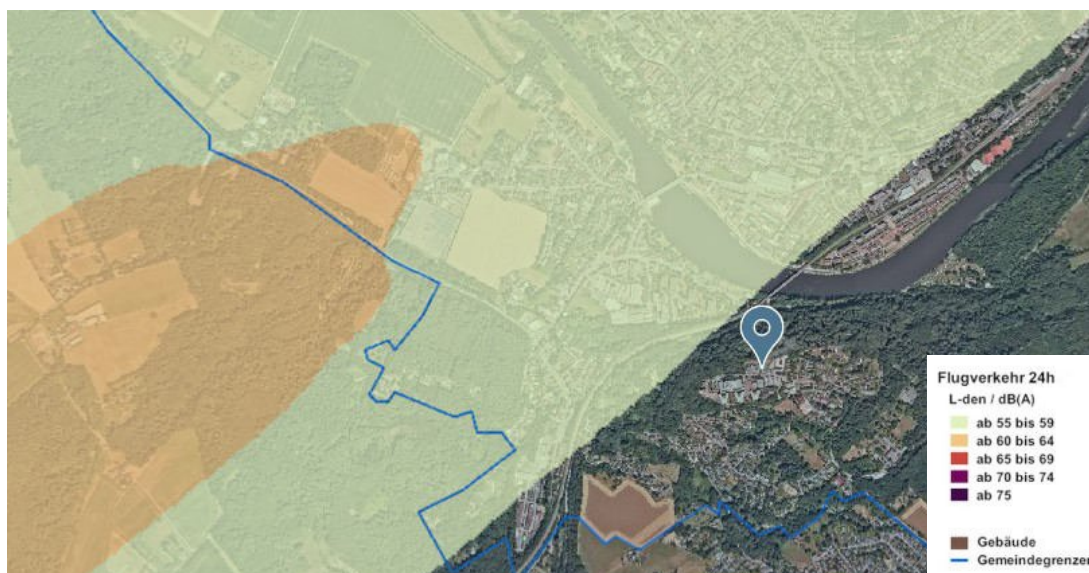 Flugverkehr 24h
L-den / dB(A)
ab 55 bis 59
ab 60 bis 64
ab 65 bis 69
ab 70 bis 74
ab 75
Gebäude
Gemeindegrenzen